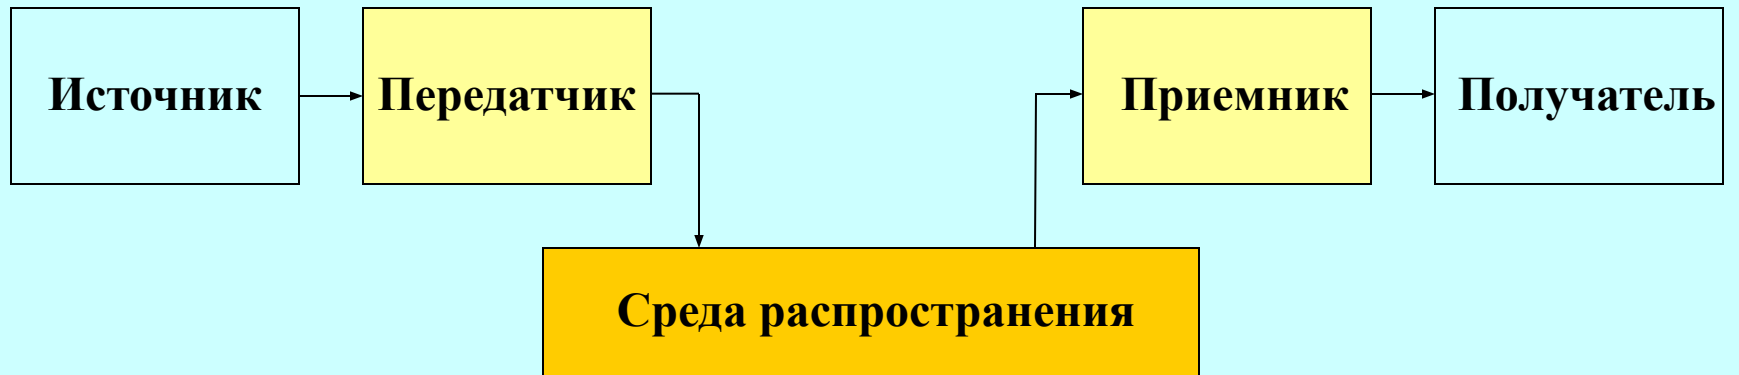 Источник
Передатчик
Приемник
Получатель
Среда распространения